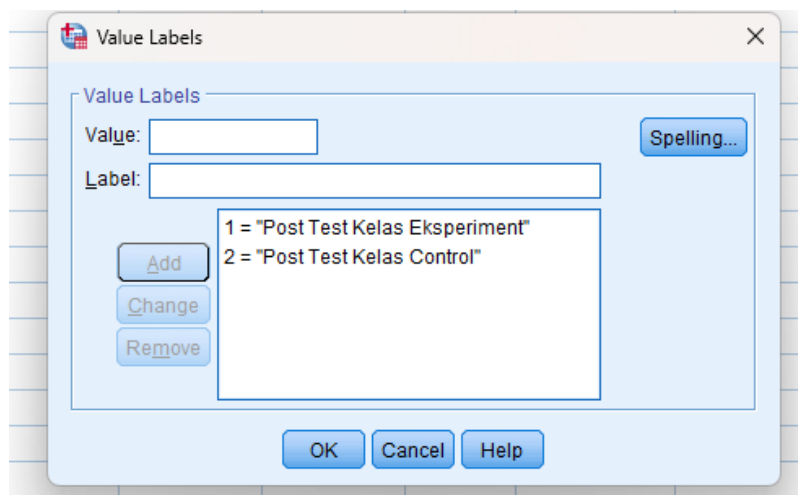 Value Labels
Value Labels
Value:
Spelling...
Label:
1 = "Post Test Kelas Eksperiment"
2 = "Post Test Kelas Control"
Add
Change
Remove
OK
Cancel
Help